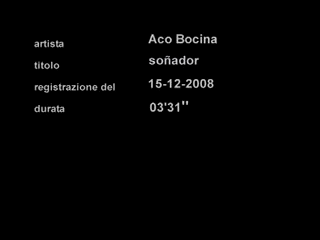 artista Aco Bocina
titolo soñador
registrazione del 15-12-2008
durata 03'31"